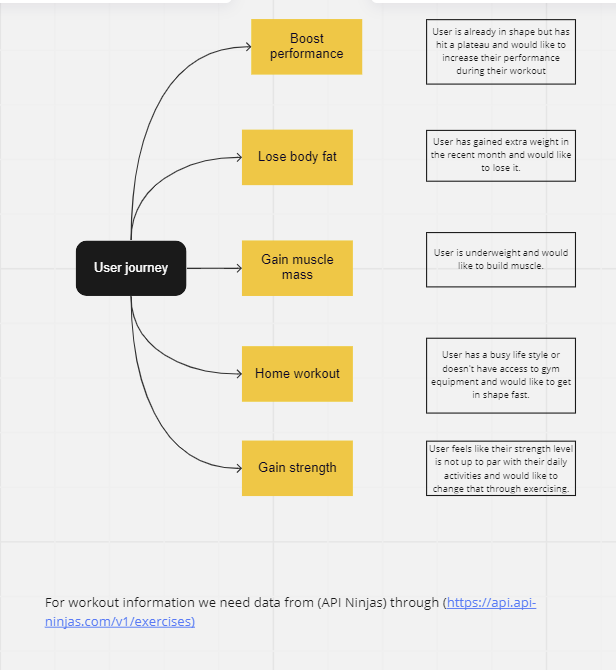 Boost
performance
User is already in shape but has
hit a plateau and would like to
increase their performance
during their workout
Lose body fat
User has gained extra weight in
the recent month and would like
to lose it.
User journey
Gain muscle
mass
User is underweight and would
like to build muscle.
Home workout
User has a busy life style or
doesn't have access to gym
equipment and would like to get
in shape fast.
Gain strength
User feels like their strength level
is not up to par with their daily
activities and would like to
change that through exercising.
For workout information we need data from (API Ninjas) through (https://api.api-
ninjas.com/v1/exercises)